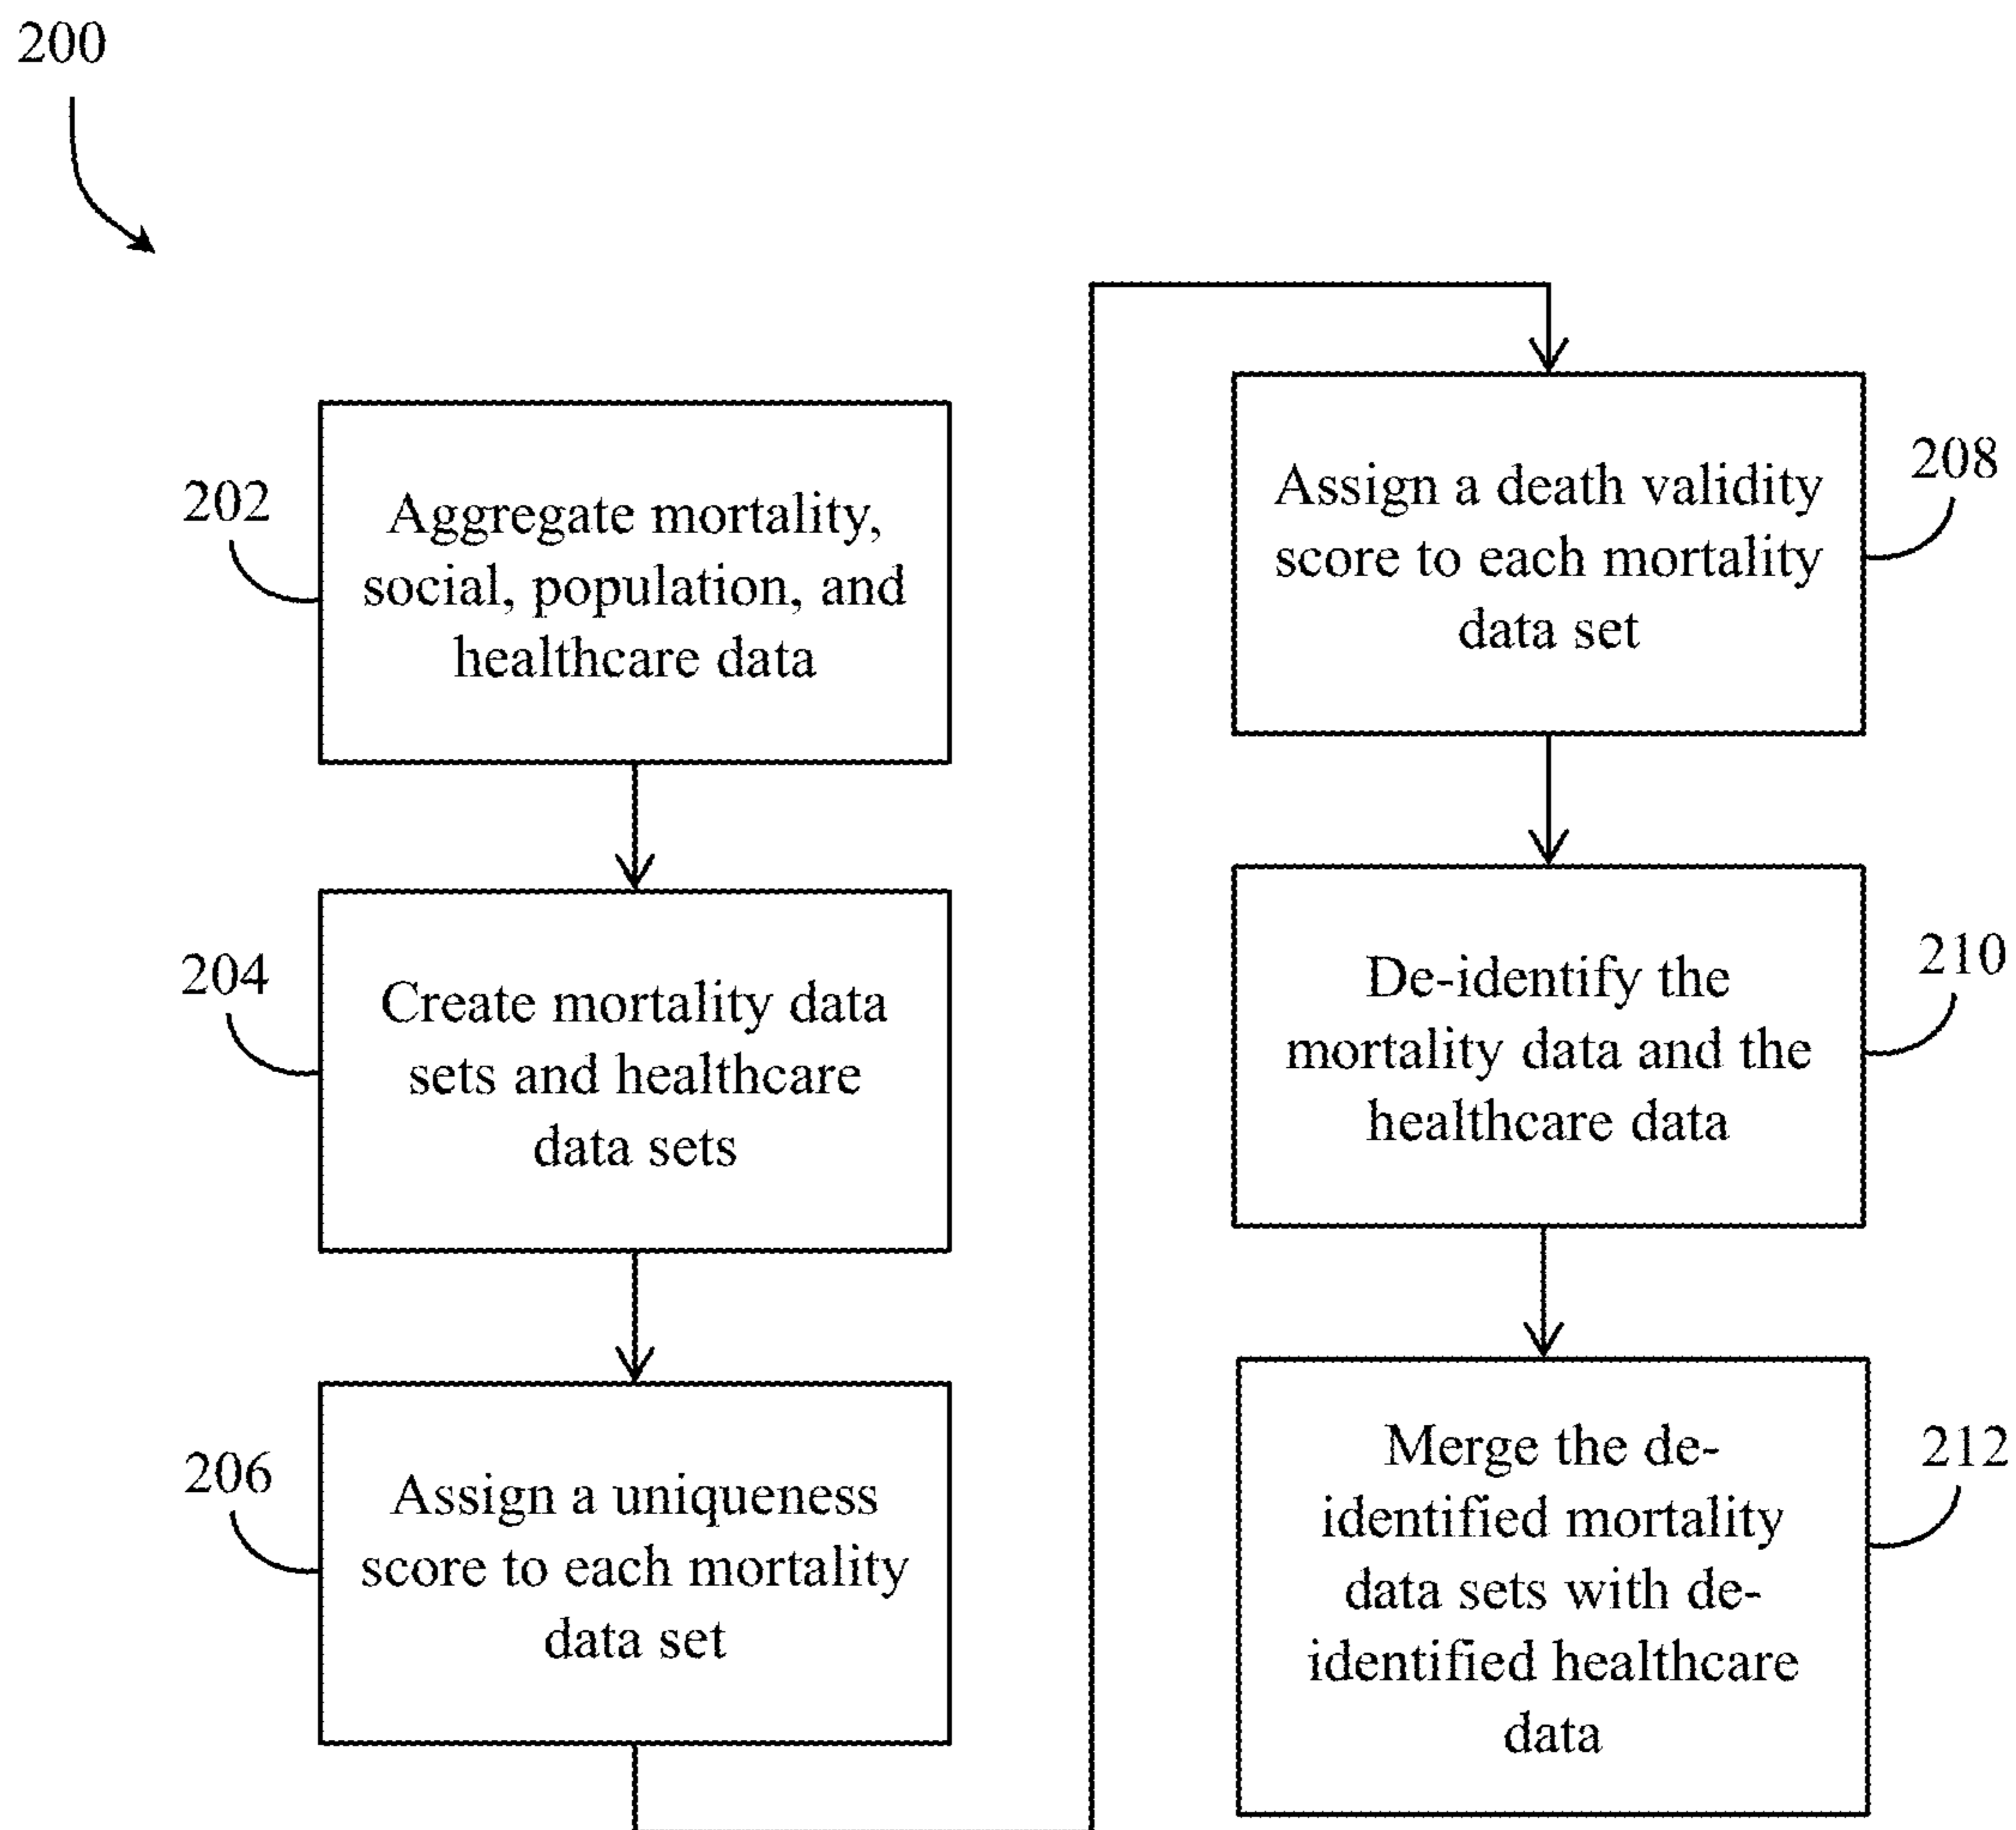 200
202
Aggregate mortality,
social, population, and
healthcare data
204
Create mortality data
sets and healthcare
data sets
206
Assign a uniqueness
score to each mortality
data set
208
Assign a death validity
score to each mortality
data set
210
De-identify the
mortality data and the
healthcare data
212
Merge the de-
identified mortality
data sets with de-
identified healthcare
data